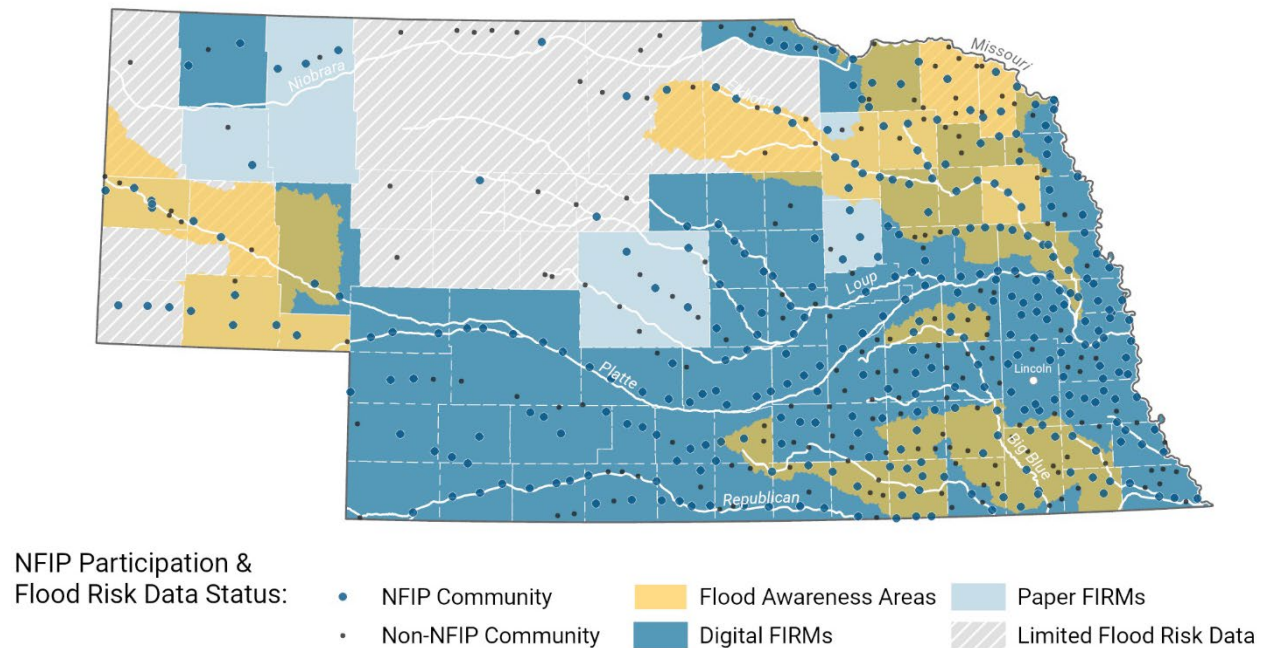 Missouri
Niobrara
Elkhorn
Loup
Platte
Lincoln
Big Blue
Republican
NFIP Participation &
Flood Risk Data Status:
NFIP Community
Flood Awareness Areas
Paper FIRMs
Non-NFIP Community
Digital FIRMs
Limited Flood Risk Data